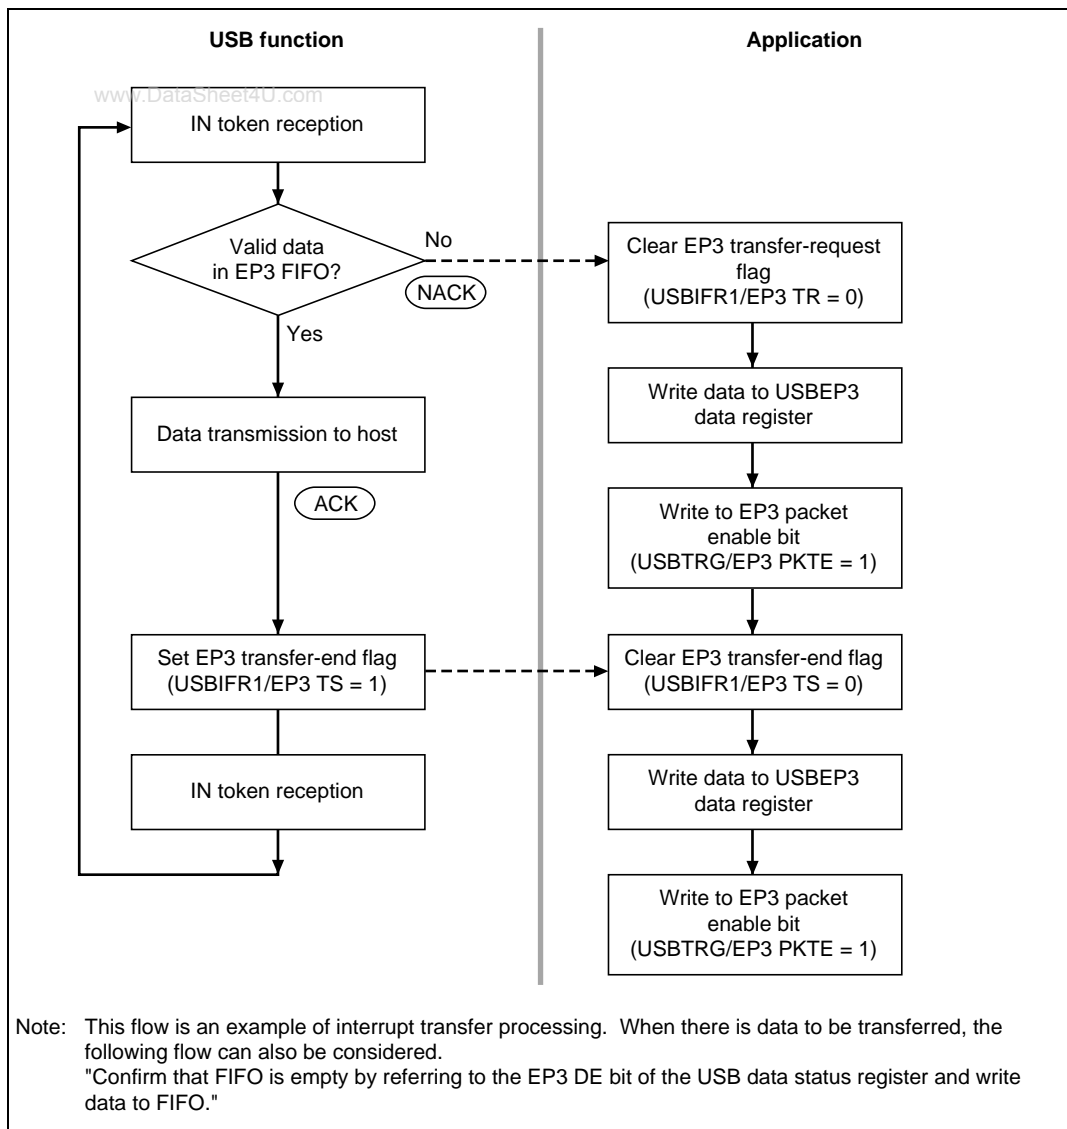 USB function
Application
www.DataSheet4U.com
IN token reception
Valid data
in EP3 FIFO?
No
NACK
Yes
Data transmission to host
ACK
Set EP3 transfer-end flag
(USBIFR1/EP3 TS = 1)
IN token reception
Clear EP3 transfer-request
flag
(USBIFR1/EP3 TR = 0)
Write data to USBEP3
data register
Write to EP3 packet
enable bit
(USBTRG/EP3 PKTE = 1)
Clear EP3 transfer-end flag
(USBIFR1/EP3 TS = 0)
Write data to USBEP3
data register
Write to EP3 packet
enable bit
(USBTRG/EP3 PKTE = 1)
Note: This flow is an example of interrupt transfer processing. When there is data to be transferred, the
following flow can also be considered.
"Confirm that FIFO is empty by referring to the EP3 DE bit of the USB data status register and write
data to FIFO."